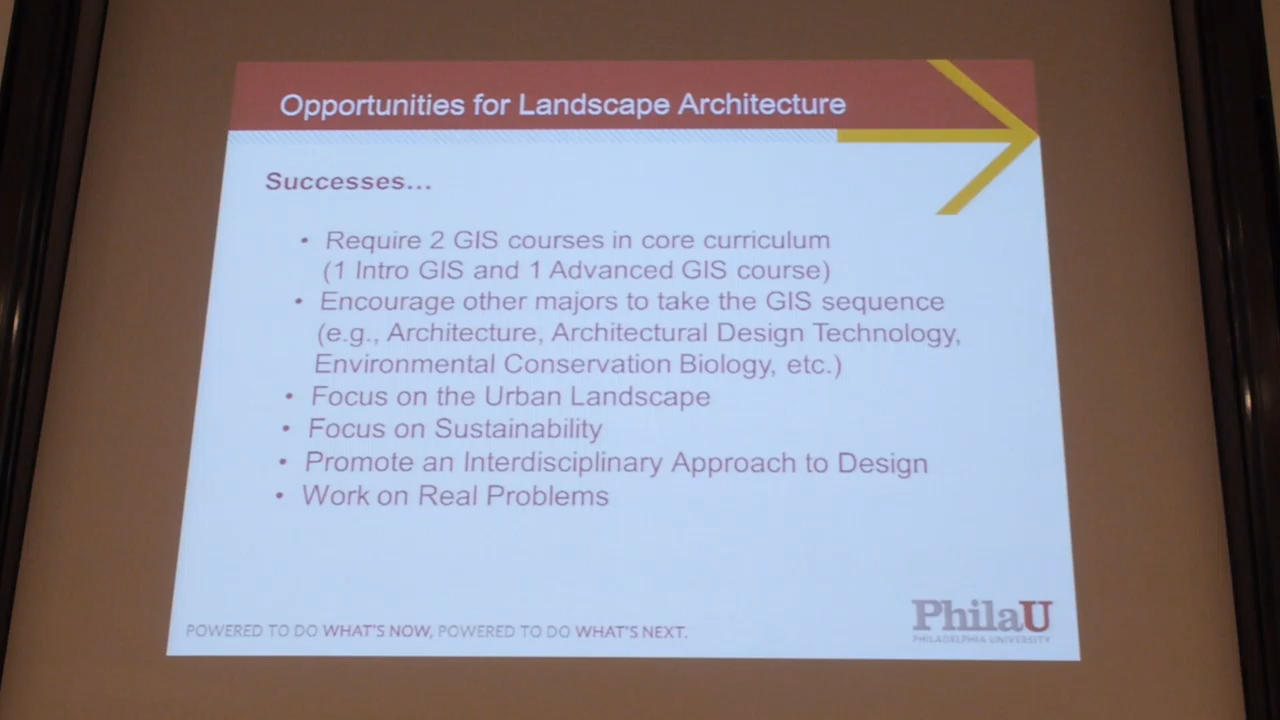 Opportunities for Landscape Architecture
Successes...
• Require 2 GIS courses in core curriculum
(1 Intro GIS and 1 Advanced GIS course)
• Encourage other majors to take the GIS sequence
(e.g., Architecture, Architectural Design Technology,
Environmental Conservation Biology, etc.)
• Focus on the Urban Landscape
• Focus on Sustainability
• Promote an Interdisciplinary Approach to Design
• Work on Real Problems
POWERED TO DO WHAT'S NOW, POWERED TO DO WHAT'S NEXT.
PhilaU
PHILADELPHIA UNIVERSITY